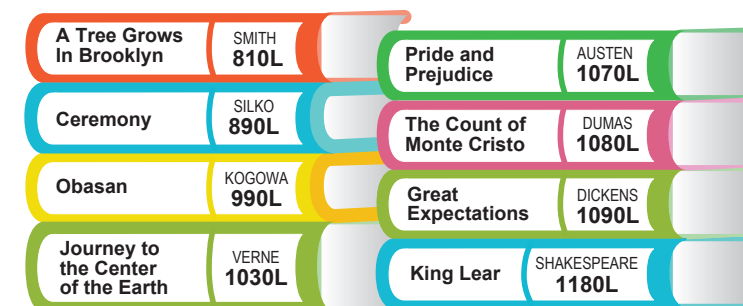 A Tree Grows
In Brooklyn
SMITH
810L
Ceremony
SILKO
890L
Obasan
KOGOWA
990L
Journey to
the Center
of the Earth
VERNE
1030L
Pride and
Prejudice
AUSTEN
1070L
The Count of
Monte Cristo
DUMAS
1080L
Great
Expectations
DICKENS
1090L
King Lear
SHAKESPEARE
1180L